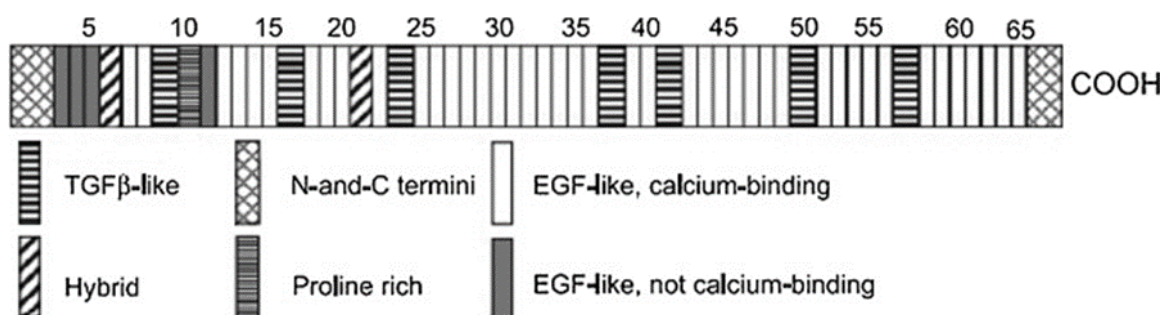 5 10 15 20 25 30 35 40 45 50 55 60 65
COOH
TGFβ-like N-and-C termini EGF-like, calcium-binding
Hybrid Proline rich EGF-like, not calcium-binding